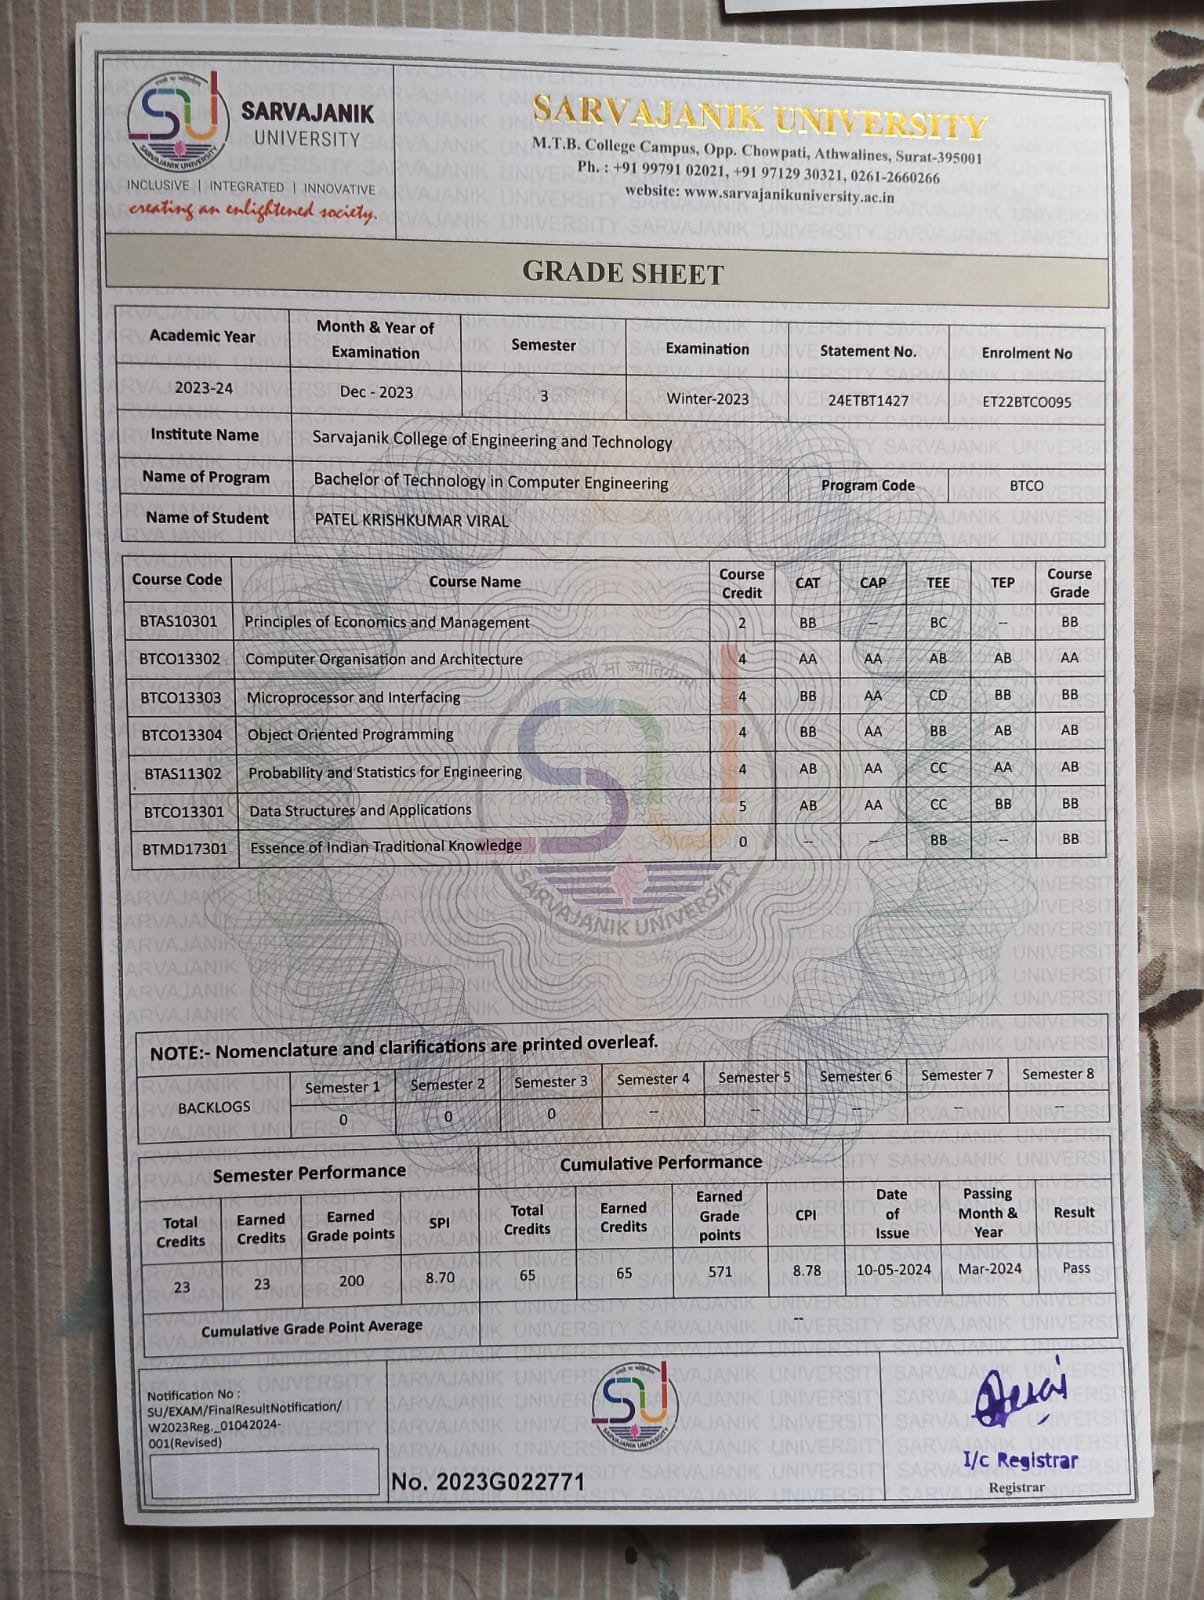 SARVAJANIK
UNIVERSITY
INCLUSIVE | INTEGRATED | INNOVATIVE
creating an enlightened society.
SARVAJANIK UNIVERSITY
M.T.B. College Campus, Opp. Chowpati, Athwalines, Surat-395001
Ph. : +91 99791 02021, +91 97129 30321, 0261-2660266
website: www.sarvajanikuniversity.ac.in
GRADE SHEET
Academic Year Month & Year of Examination Semester Examination Statement No. Enrolment No
2023-24 Dec - 2023 3 Winter-2023 24ETBT1427 ET22BTCO095
Institute Name Sarvajanik College of Engineering and Technology
Name of Program Bachelor of Technology in Computer Engineering Program Code BTCO
Name of Student PATEL KRISHKUMAR VIRAL
Course Code Course Name Course Credit CAT CAP TEE TEP Course Grade
BTAS10301 Principles of Economics and Management 2 BB -- BC -- BB
BTCO13302 Computer Organisation and Architecture 4 AA AA AB AB AA
BTCO13303 Microprocessor and Interfacing 4 BB AA CD BB BB
BTCO13304 Object Oriented Programming 4 BB AA BB AB AB
BTAS11302 Probability and Statistics for Engineering 4 AB AA CC AA AB
BTCO13301 Data Structures and Applications 5 AB AA CC BB BB
BTMD17301 Essence of Indian Traditional Knowledge 0 -- -- BB -- BB
SARVAJANIK UNIVERSITY
NOTE:- Nomenclature and clarifications are printed overleaf.
BACKLOGS Semester 1 Semester 2 Semester 3 Semester 4 Semester 5 Semester 6 Semester 7 Semester 8
0 0 0 -- -- -- -- --
Semester Performance Cumulative Performance
Total Credits Earned Credits Earned Grade points SPI Total Credits Earned Credits Earned Grade points CPI Date of Issue Passing Month & Year Result
23 23 200 8.70 65 65 571 8.78 10-05-2024 Mar-2024 Pass
Cumulative Grade Point Average --
Notification No :
SU/EXAM/FinalResultNotification/
W2023Reg._01042024-
001(Revised)
No. 2023G022771
I/c Registrar
Registrar